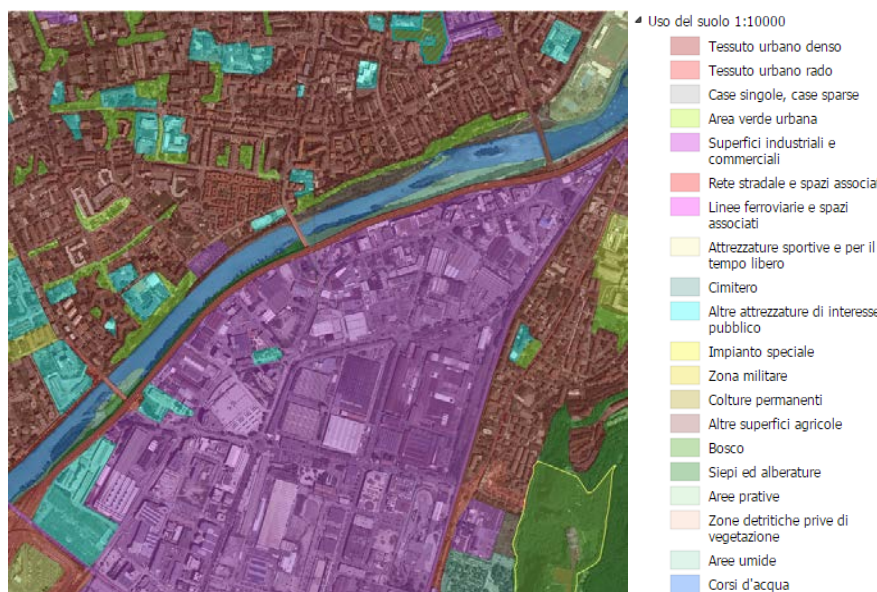 Uso del suolo 1:10000
Tessuto urbano denso
Tessuto urbano rado
Case singole, case sparse
Area verde urbana
Superfici industriali e
commerciali
Rete stradale e spazi associat
Linee ferroviarie e spazi
associati
Attrezzature sportive e per il
tempo libero
Cimitero
Altre attrezzature di interesse
pubblico
Impianto speciale
Zona militare
Colture permanenti
Altre superfici agricole
Bosco
Siepi ed alberature
Aree prative
Zone detritiche prive di
vegetazione
Aree umide
Corsi d'acqua